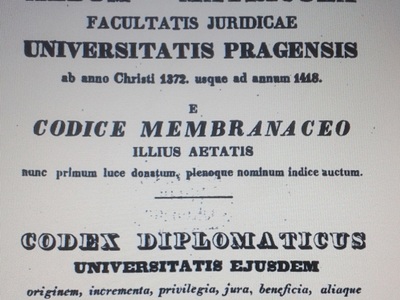 FACULTATIS JURIDICAE
UNIVERSITATIS PRAGENSIS
ab anno Christi 1372. usque ad annum 1418.
E
CODICE MEMBRANACEO
ILLIUS AETATIS
nunc primum luce donatum, plenoque nominum indice auctum.
CODEX DIPLOMATICUS
UNIVERSITATIS EJUSDEM
originem, incrementa, privilegia, jura, beneficia, aliaque